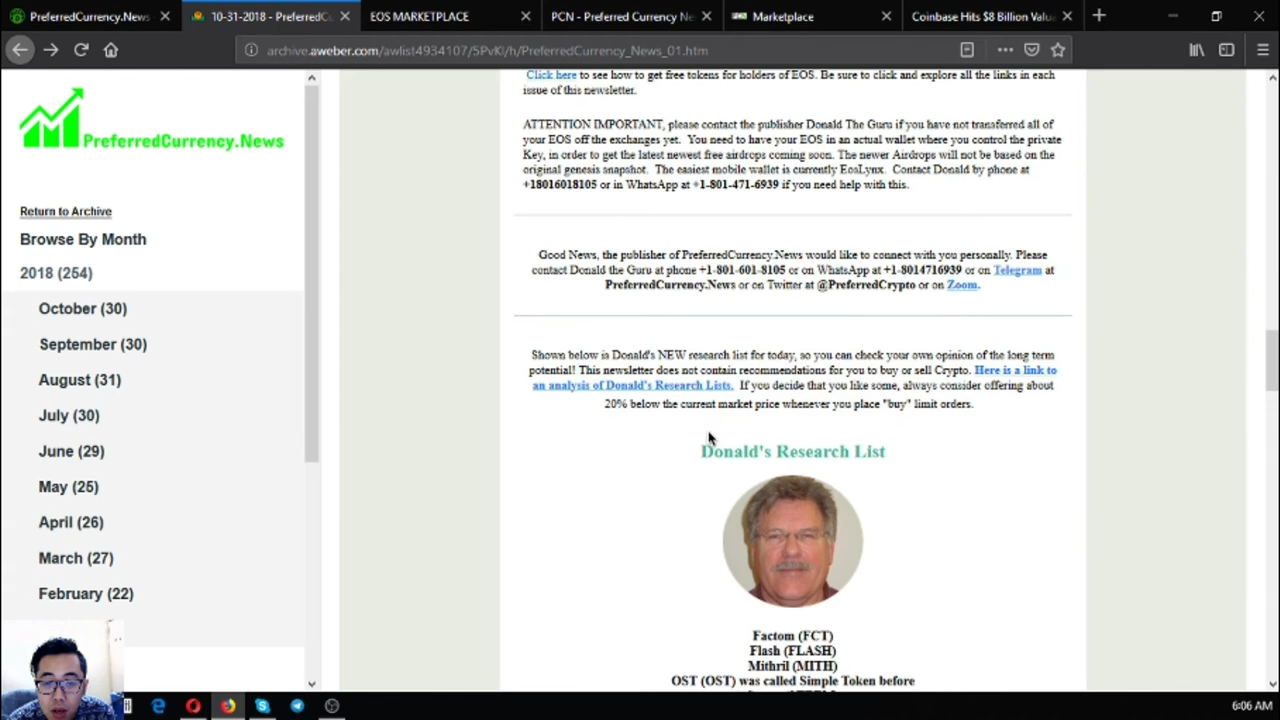 PreferredCurrency.News
10-31-2018 - PreferredCu
EOS MARKETPLACE
PCN - Preferred Currency Ne
Marketplace
Coinbase Hits $8 Billion Valua
archive.aweber.com/awlist4934107/5PvKl/h/PreferredCurrency_News_01.htm
PreferredCurrency.News
Return to Archive
Browse By Month
2018 (254)
October (30)
September (30)
August (31)
July (30)
June (29)
May (25)
April (26)
March (27)
February (22)
Click here to see how to get free tokens for holders of EOS. Be sure to click and explore all the links in each
issue of this newsletter.
ATTENTION IMPORTANT, please contact the publisher Donald The Guru if you have not transferred all of
your EOS off the exchanges yet. You need to have your EOS in an actual wallet where you control the private
Key, in order to get the latest newest free airdrops coming soon. The newer Airdrops will not be based on the
original genesis snapshot. The easiest mobile wallet is currently EosLynx. Contact Donald by phone at
+18016018105 or in WhatsApp at +1-801-471-6939 if you need help with this.
Good News, the publisher of PreferredCurrency.News would like to connect with you personally. Please
contact Donald the Guru at phone +1-801-601-8105 or on WhatsApp at +1-8014716939 or on Telegram at
PreferredCurrency.News or on Twitter at @PreferredCrypto or on Zoom.
Shown below is Donald's NEW research list for today, so you can check your own opinion of the long term
potential! This newsletter does not contain recommendations for you to buy or sell Crypto. Here is a link to
an analysis of Donald's Research Lists. If you decide that you like some, always consider offering about
20% below the current market price whenever you place "buy" limit orders.
Donald's Research List
Factom (FCT)
Flash (FLASH)
Mithril (MITH)
OST (OST) was called Simple Token before
6:06 AM